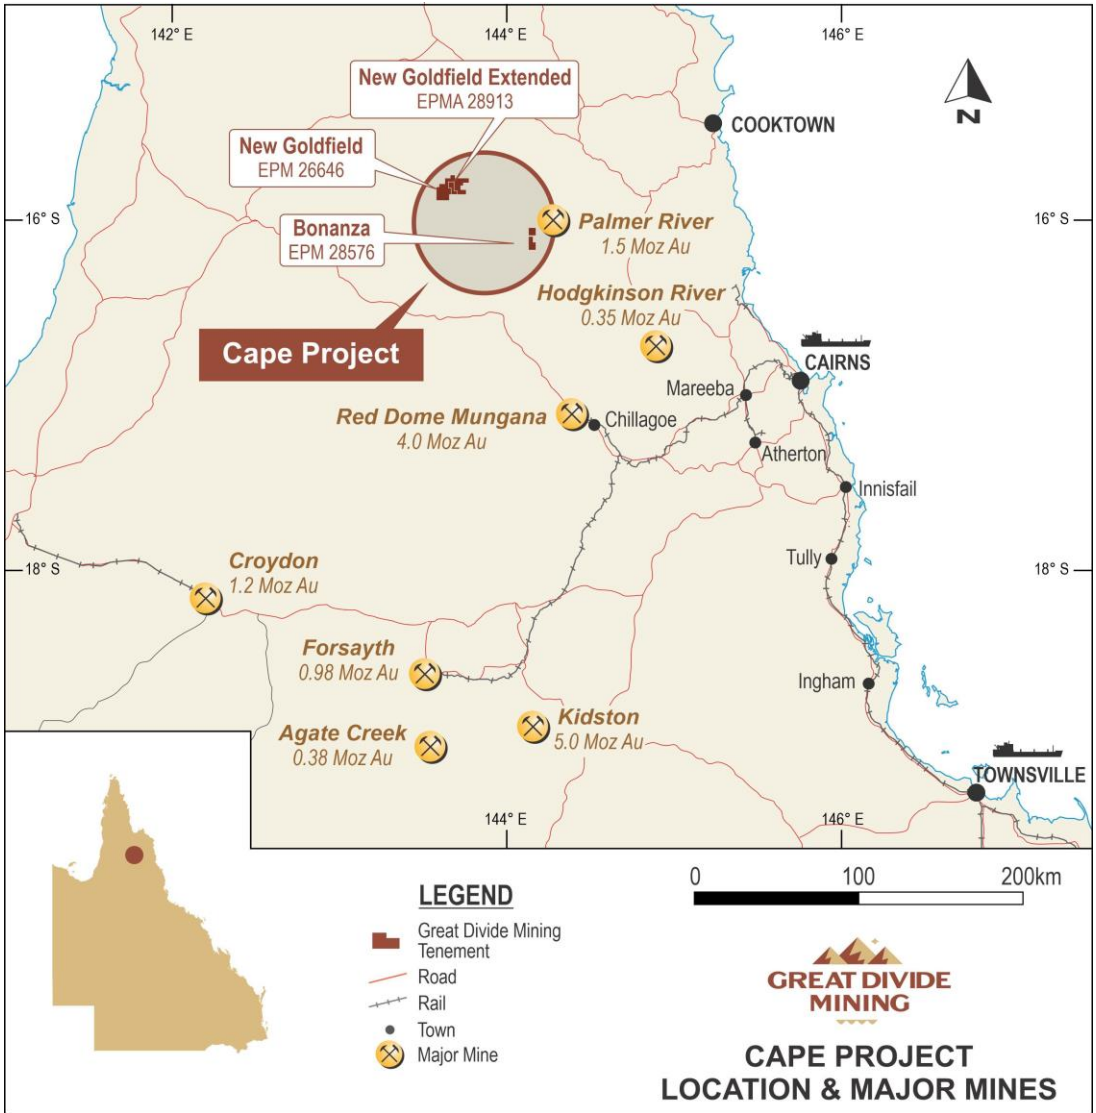 142° E
144° E
146° E
New Goldfield Extended
EPMA 28913
COOKTOWN
N
New Goldfield
EPM 26646
16° S
16° S
Bonanza
EPM 28576
Palmer River
1.5 Moz Au
Hodgkinson River
0.35 Moz Au
Cape Project
CAIRNS
Mareeba
Red Dome Mungana
4.0 Moz Au
Chillagoe
Atherton
Innisfail
Tully
18° S
18° S
Croydon
1.2 Moz Au
Forsayth
0.98 Moz Au
Ingham
Kidston
5.0 Moz Au
Agate Creek
0.38 Moz Au
TOWNSVILLE
144° E
146° E
LEGEND
Great Divide Mining
Tenement
Road
Rail
Town
Major Mine
0 100 200km
GREAT DIVIDE
MINING
CAPE PROJECT
LOCATION & MAJOR MINES